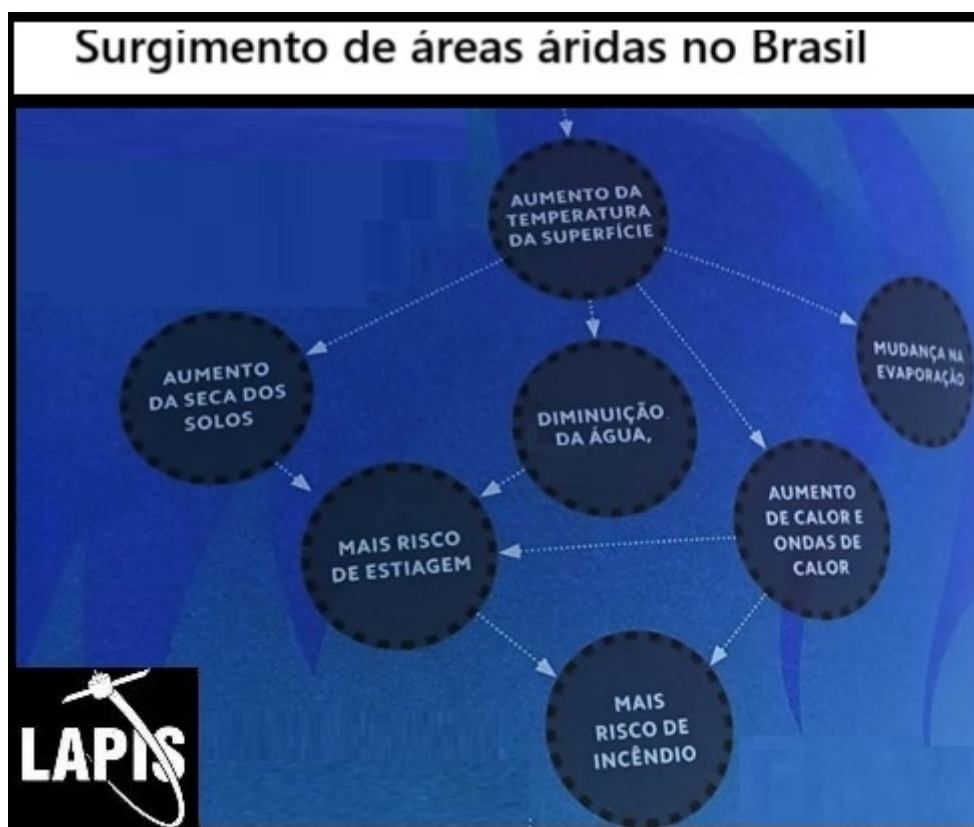 Surgimento de áreas áridas no Brasil
AUMENTO DA
TEMPERATURA
DA SUPERFÍCIE
MUDANÇA NA
EVAPORAÇÃO
AUMENTO
DA SECA DOS
SOLOS
DIMINUIÇÃO
DA ÁGUA,
AUMENTO
DE CALOR E
ONDAS DE
CALOR
MAIS RISCO
DE ESTIAGEM
MAIS
RISCO DE
INCÊNDIO
LAPIS